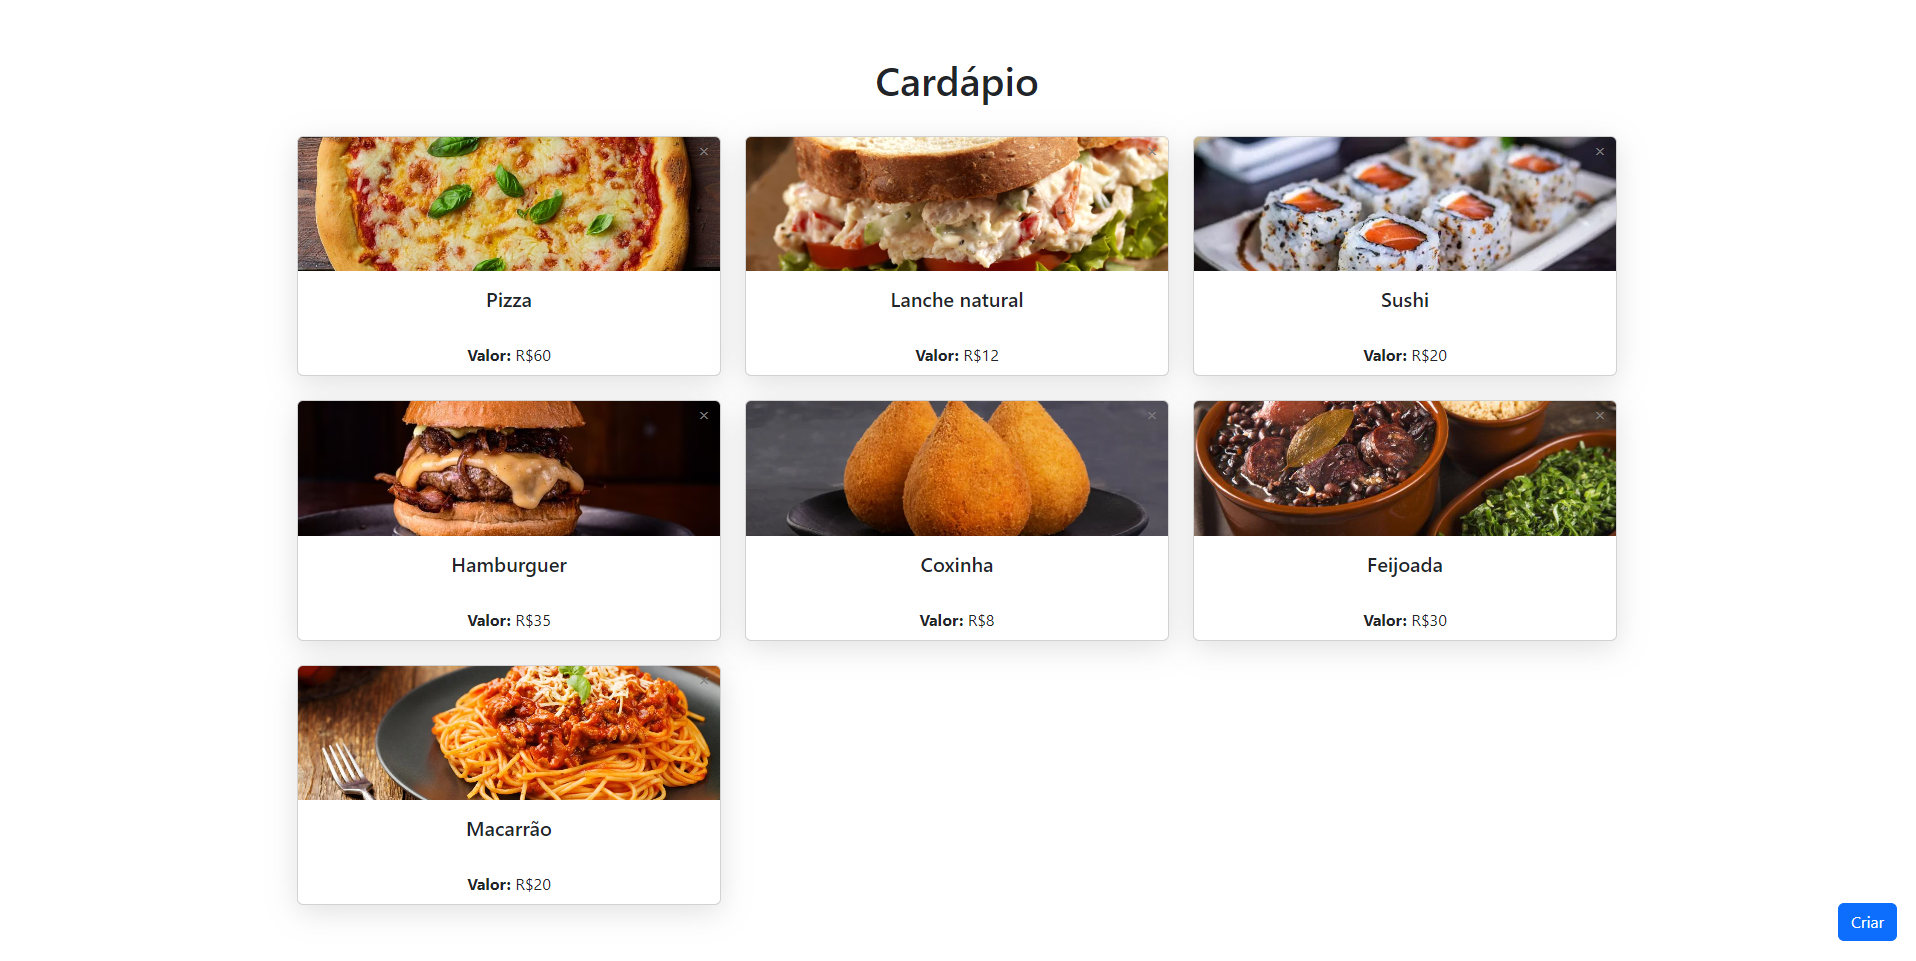 Cardápio
×
×
×
Pizza
Lanche natural
Sushi
Valor: R$60
Valor: R$12
Valor: R$20
×
×
×
Hamburguer
Coxinha
Feijoada
Valor: R$35
Valor: R$8
Valor: R$30
×
Macarrão
Valor: R$20
Criar